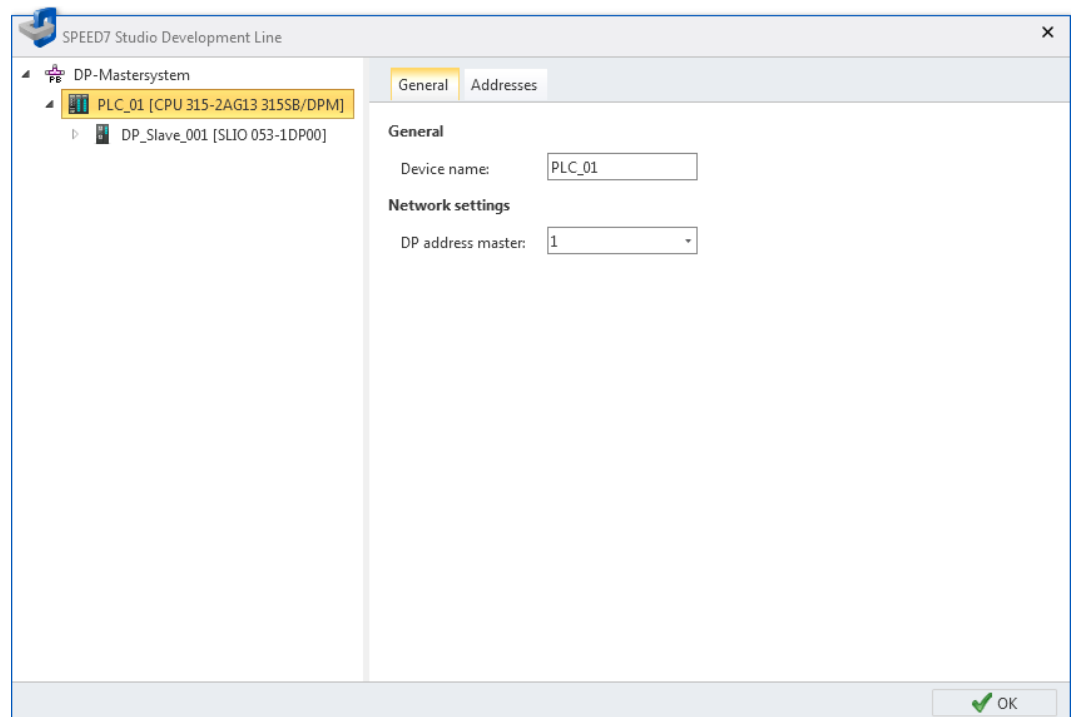 SPEED7 Studio Development Line
DP-Mastersystem
PB
PLC_01 [CPU 315-2AG13 315SB/DPM]
DP_Slave_001 [SLIO 053-1DP00]
General
Addresses
General
Device name:
PLC_01
Network settings
DP address master:
1
OK